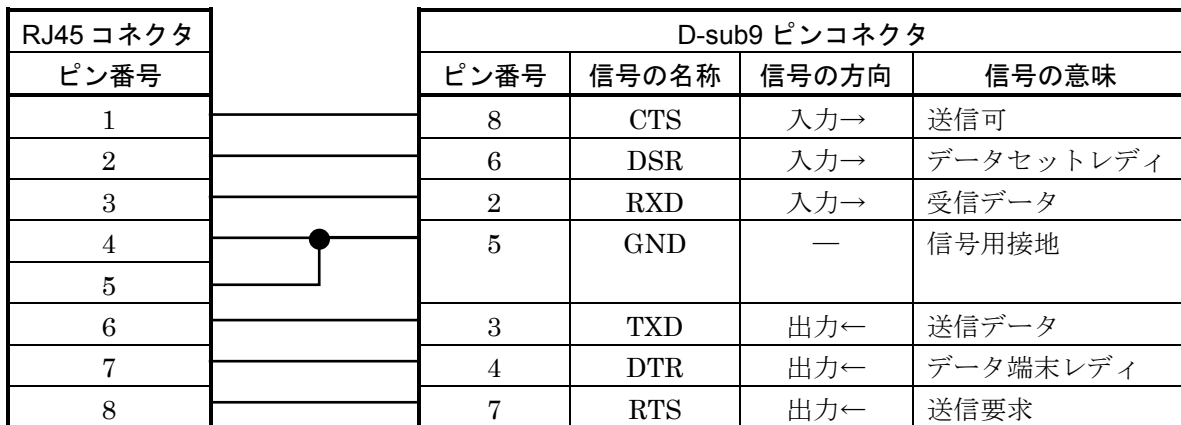 RJ45 コネクタ D-sub9 ピンコネクタ
ピン番号 ピン番号 信号の名称 信号の方向 信号の意味
1 8 CTS 入力→ 送信可
2 6 DSR 入力→ データセットレディ
3 2 RXD 入力→ 受信データ
4 5 GND — 信号用接地
5
6 3 TXD 出力← 送信データ
7 4 DTR 出力← データ端末レディ
8 7 RTS 出力← 送信要求